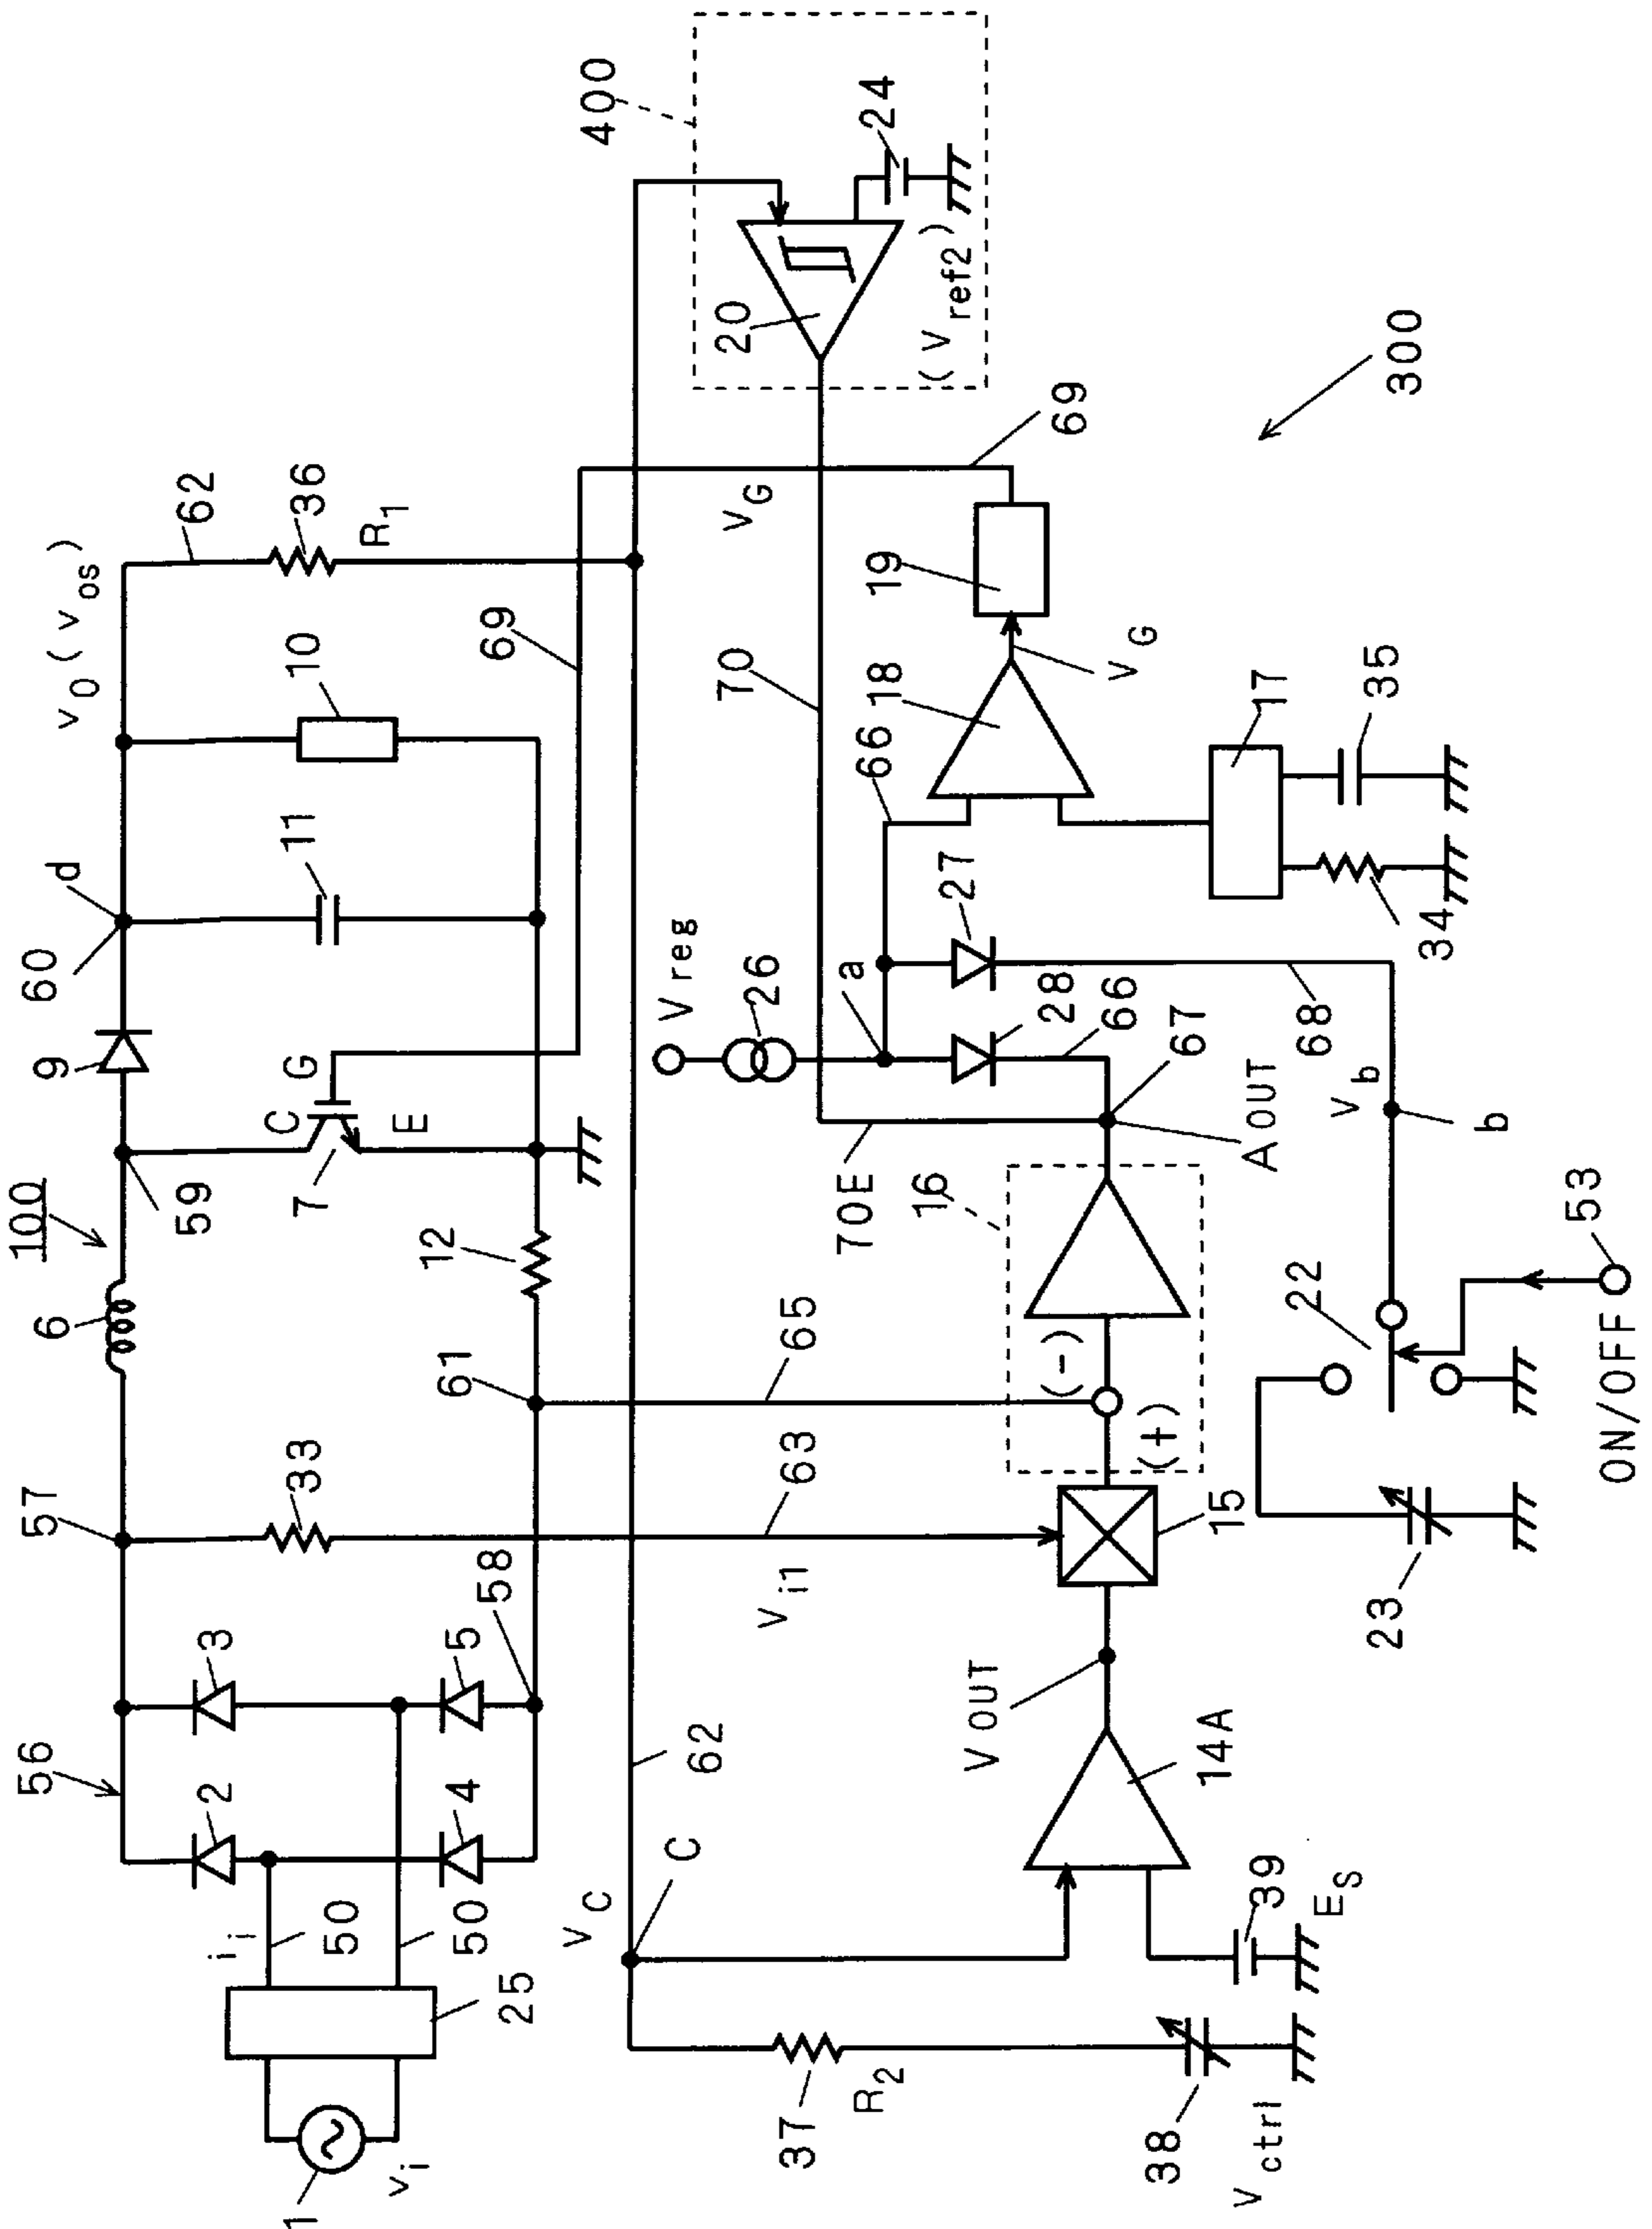 100
56
57
6
59
9
60
d
v0 (vos)
62
36
R1
1
vi
25
ii
50
50
2
3
4
5
58
33
61
12
7
C
G
E
11
10
69
400
vC
C
62
Vi1
63
65
Vreg
26
a
70
VG
20
24
(Vref2)
37
R2
38
Vctrl
39
ES
14A
VOUT
15
(+)
(-)
16
70E
AOUT
67
28
66
27
66
18
VG
19
69
300
23
22
ON/OFF
53
b
Vb
68
34
17
35